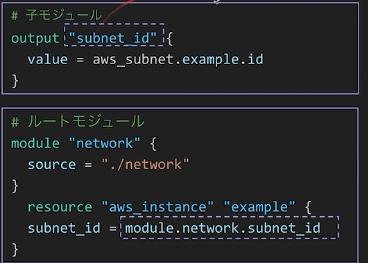 # 子モジュール
output "subnet_id" {
  value = aws_subnet.example.id
}
# ルートモジュール
module "network" {
  source = "./network"
}
  resource "aws_instance" "example" {
  subnet_id = module.network.subnet_id
}